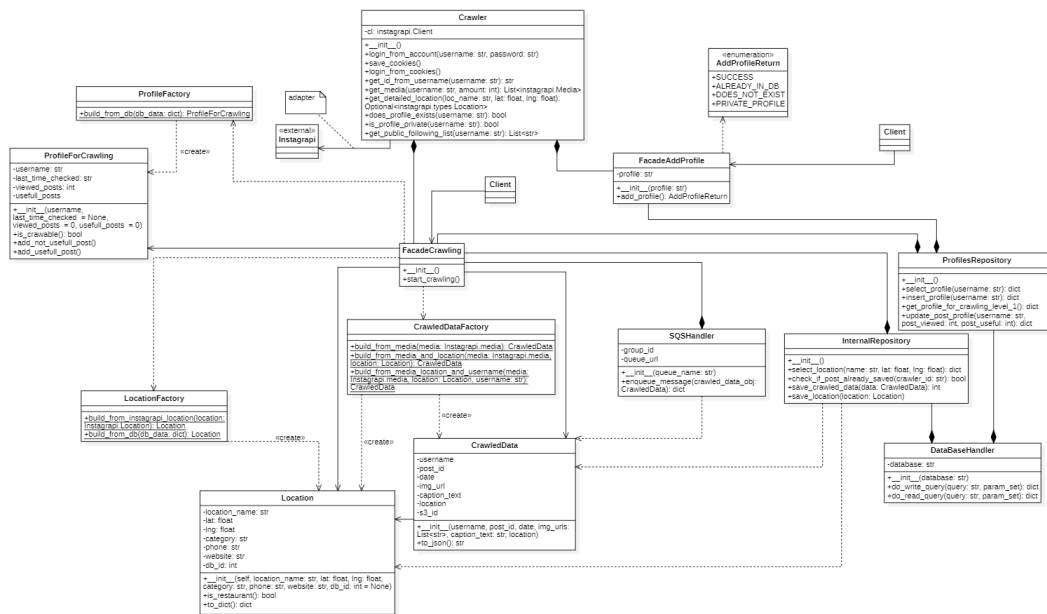 Crawler
-cl: instagrapi.Client
+__init__()
+login_from_account(username: str, password: str)
+save_cookies()
+login_from_cookies()
+get_id_from_username(username: str): str
+get_media(username: str, amount: int): List<instagrapi.Media>
+get_detailed_location(loc_name: str, lat: float, lng: float):
Optional<instagrapi.types.Location>
+does_profile_exists(username: str): bool
+is_profile_private(username: str): bool
+get_public_following_list(username: str): List<str>
«enumeration»
AddProfileReturn
+SUCCESS
+ALREADY_IN_DB
+DOES_NOT_EXIST
+PRIVATE_PROFILE
ProfileFactory
+build_from_db(db_data: dict): ProfileForCrawling
adapter
«external»
Instagrapi
Client
«create»
ProfileForCrawling
-username: str
-last_time_checked: str
-viewed_posts: int
-usefull_posts
+__init__(username,
last_time_checked = None,
viewed_posts = 0, usefull_posts = 0)
+is_crawable(): bool
+add_not_usefull_post()
+add_usefull_post()
FacadeAddProfile
-profile: str
+__init__(profile: str)
+add_profile(): AddProfileReturn
Client
FacadeCrawling
+__init__()
+start_crawling()
ProfilesRepository
+__init__()
+select_profile(username: str): dict
+insert_profile(username: str): dict
+get_profile_for_crawling_level_1(): dict
+update_post_profile(username: str,
post_viewed: int, post_useful: int): dict
CrawledDataFactory
+build_from_media(media: Instagrapi.media): CrawledData
+build_from_media_and_location(media: Instagrapi.media,
location: Location): CrawledData
+build_from_media_location_and_username(media:
Instagrapi.media, location: Location, username: str):
CrawledData
SQSHandler
-group_id
-queue_url
+__init__(queue_name: str)
+enqueue_message(crawled_data_obj:
CrawledData): dict
InternalRepository
+__init__()
+select_location(name: str, lat: float, lng: float): dict
+check_if_post_already_saved(crawler_id: str): bool
+save_crawled_data(data: CrawledData): int
+save_location(location: Location)
LocationFactory
+build_from_instagrapi_location(location:
Instagrapi.Location): Location
+build_from_db(db_data: dict): Location
«create»
«create»
«create»
CrawledData
-username
-post_id
-date
-img_url
-caption_text
-location
-s3_id
+__init__(username, post_id, date, img_urls:
List<str>, caption_text: str, location)
+to_json(): str
DataBaseHandler
-database: str
+__init__(database: str)
+do_write_query(query: str, param_set): dict
+do_read_query(query: str, param_set): dict
Location
-location_name: str
-lat: float
-lng: float
-category: str
-phone: str
-website: str
-db_id: int
+__init__(self, location_name: str, lat: float, lng: float,
category: str, phone: str, website: str, db_id: int = None)
+is_restaurant(): bool
+to_dict(): dict